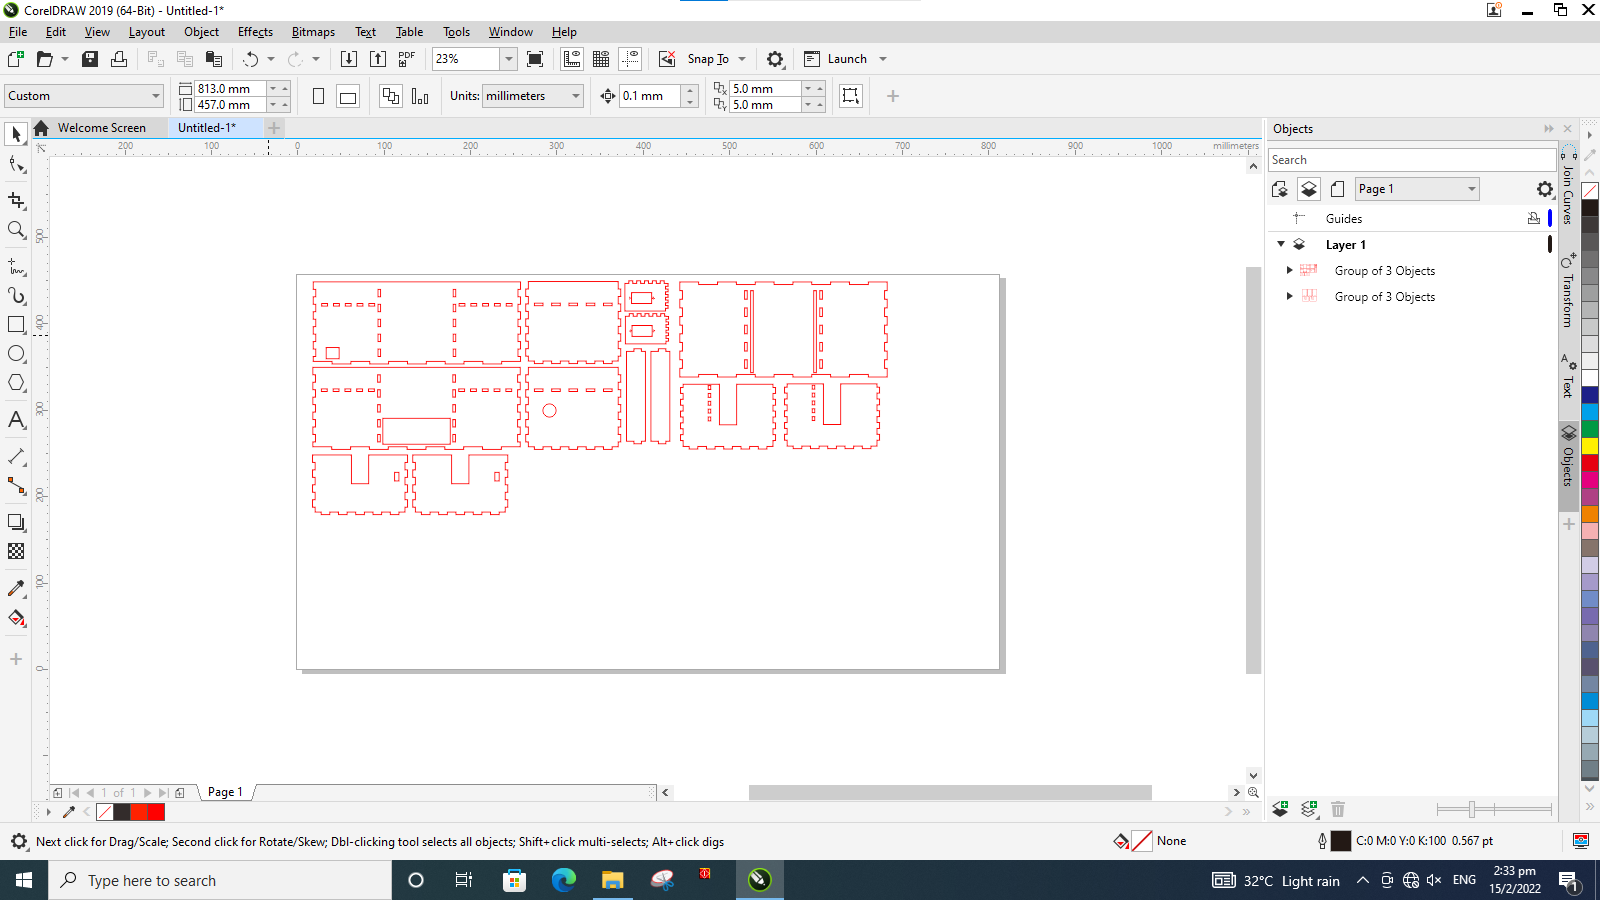 CorelDRAW 2019 (64-Bit) - Untitled-1*
File Edit View Layout Object Effects Bitmaps Text Table Tools Window Help
PDF 23% Snap To Launch
Custom 813.0 mm 457.0 mm Units: millimeters 0.1 mm 5.0 mm 5.0 mm
Welcome Screen Untitled-1*
200 100 0 100 200 300 400 500 600 700 800 900 1000 millimeters
500
400
300
200
100
0
Objects
Search
Page 1
Guides
Layer 1
Group of 3 Objects
Group of 3 Objects
Join Curves
Transform
Text
Objects
1 of 1 Page 1
Next click for Drag/Scale; Second click for Rotate/Skew; Dbl-clicking tool selects all objects; Shift+click multi-selects; Alt+click digs
None
C:0 M:0 Y:0 K:100 0.567 pt
Type here to search
32°C Light rain
ENG
2:33 pm
15/2/2022
1